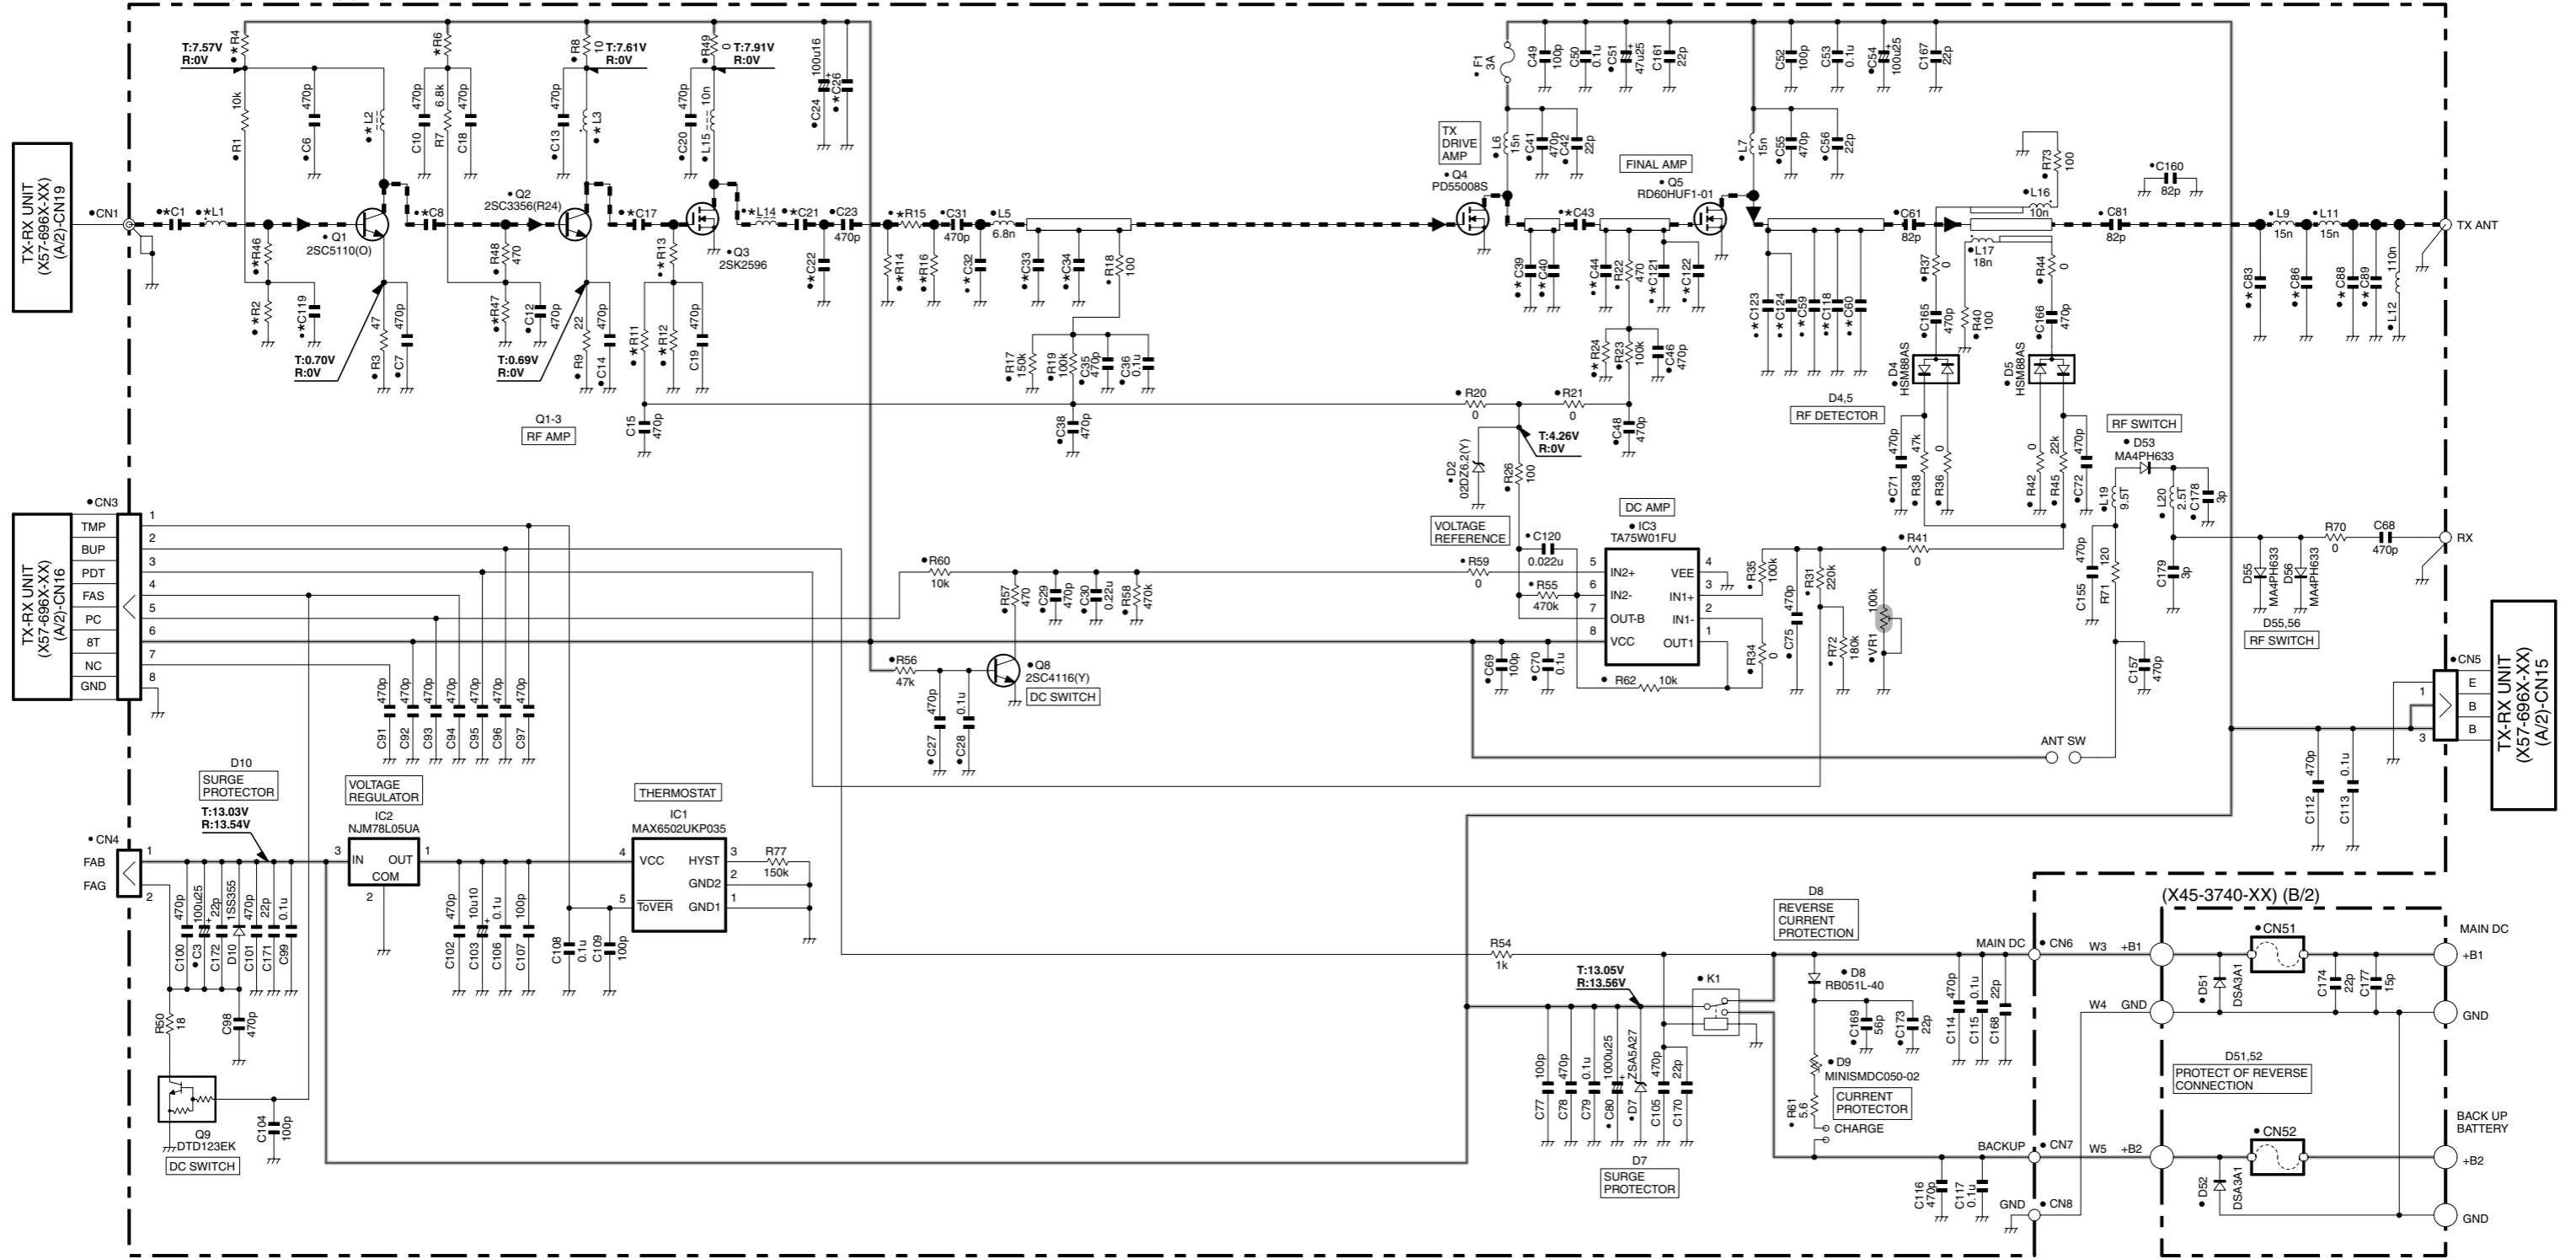 TX-RX UNIT
(X57-696X-XX)
(A/2)-CN19
•CN1
•★C1
•★L1
T:7.57V
R:0V
•★R4
10k
•★R1
470p
•C6
•★L2
•★R46
•★R2
•★C119
•Q1
2SC5110(O)
T:0.70V
R:0V
47
•R3
470p
•C7
•★C8
•★R6
470p
C10
6.8k
R7
470p
C18
•Q2
2SC3356(R24)
•R48
470
•★R47
•C12
470p
T:0.69V
R:0V
R8
10
T:7.61V
R:0V
470p
•C13
•★L3
22
•R9
470p
•C14
Q1-3
RF AMP
•★C17
•R49
0
T:7.91V
R:0V
470p
•C20
10n
•L15
•★R13
•★R11
•★R12
470p
C19
C15
470p
•Q3
2SK2596
•★L14
•★C21
•★C22
•C23
470p
100u16
•C24
•★C26
•★R15
•★R14
•★R16
C31
470p
•★C32
•L5
6.8n
•★C33
•★C34
•R18
100
•R17
150k
•R19
100k
•C35
470p
•C36
0.1u
•C38
470p
TX
DRIVE
AMP
•Q4
PD55008S
•F1
3A
C49
100p
C50
0.1u
•C51
47u25
C161
22p
•L6
15n
•C41
470p
•C42
22p
•★C39
•★C40
•★C43
•★C44
•R22
470
•★C121
•★C122
•★R24
•R23
100k
•C46
470p
FINAL AMP
•Q5
RD60HUF1-01
C52
100p
C53
0.1u
•C54
100u25
C167
22p
•L7
15n
•C55
470p
•C56
22p
•★C123
•★C124
•★C59
•★C118
•★C60
•C61
82p
•L16
10n
•R73
100
•L17
18n
•R37
0
•R44
0
•C165
470p
•R40
100
•C166
470p
•D4
HSM88AS
•D5
HSM88AS
D4,5
RF DETECTOR
470p
•C71
47k
•R38
0
•R36
0
•R42
22k
•R45
470p
•C72
•C160
82p
•C81
82p
•★C83
•L9
15n
•★C86
•L11
15n
•★C88
•★C89
110n
•L12
TX ANT
•R20
0
•R21
0
•C48
470p
T:4.26V
R:0V
•D2
02DZ6.2(Y)
•R26
100
VOLTAGE
REFERENCE
DC AMP
•IC3
TA75W01FU
•C120
0.022u
•R59
0
•R55
470k
5
6
7
8
IN2+
IN2-
OUT-B
VCC
VEE
IN1+
IN1-
OUT1
4
3
2
1
•C69
100p
•C70
0.1u
•R62
10k
•R35
100k
•R34
0
470p
•C75
•R31
220k
•R72
180k
100k
•VR1
•R41
0
RF SWITCH
•D53
MA4PH633
•L19
9.5T
•L20
2.5T
•C178
3p
470p
C155
120
R71
C179
3p
C157
470p
D55
MA4PH633
D56
MA4PH633
D55,56
RF SWITCH
R70
0
C68
470p
RX
TX-RX UNIT
(X57-696X-XX)
(A/2)-CN16
•CN3
TMP
BUP
PDT
FAS
PC
8T
NC
GND
1
2
3
4
5
6
7
8
470p
C91
470p
C92
470p
C93
470p
C94
470p
C95
470p
C96
470p
C97
•R60
10k
•R57
470
•C29
470p
•C30
0.22u
•R58
470k
•R56
47k
•Q8
2SC4116(Y)
DC SWITCH
470p
•C27
0.1u
•C28
ANT SW
•CN5
E
B
B
1
3
TX-RX UNIT
(X57-696X-XX)
(A/2)-CN15
470p
C112
0.1u
C113
D10
SURGE
PROTECTOR
T:13.03V
R:13.54V
•CN4
FAB
FAG
1
2
470p
C100
100u25
•C3
22p
C172
1SS355
D10
470p
C101
22p
C171
0.1u
C99
R50
18
C98
470p
Q9
DTD123EK
DC SWITCH
C104
100p
VOLTAGE
REGULATOR
IC2
NJM78L05UA
3
IN
OUT
COM
1
2
470p
C102
10u10
C103
0.1u
C106
100p
C107
THERMOSTAT
IC1
MAX6502UKP035
4
VCC
HYST
3
GND2
2
5
ToVER
GND1
1
R77
150k
C108
0.1u
C109
100p
R54
1k
T:13.05V
R:13.56V
•K1
100p
C77
470p
C78
0.1u
C79
100u25
•C80
ZSA5A27
•D7
470p
C105
22p
C170
D7
SURGE
PROTECTOR
D8
REVERSE
CURRENT
PROTECTION
•D8
RB051L-40
•C169
56p
•C173
22p
•D9
MINISMDC050-02
CURRENT
PROTECTOR
•R61
5.6
CHARGE
MAIN DC
•CN6
470p
C114
0.1u
C115
22p
C168
BACKUP
•CN7
C116
470p
C117
0.1u
GND
•CN8
(X45-3740-XX) (B/2)
W3
+B1
W4
GND
W5
+B2
•CN51
•D51
DSA3A1
C174
22p
C177
15p
MAIN DC
+B1
GND
D51,52
PROTECT OF REVERSE
CONNECTION
•CN52
•D52
DSA3A1
BACK UP
BATTERY
+B2
GND